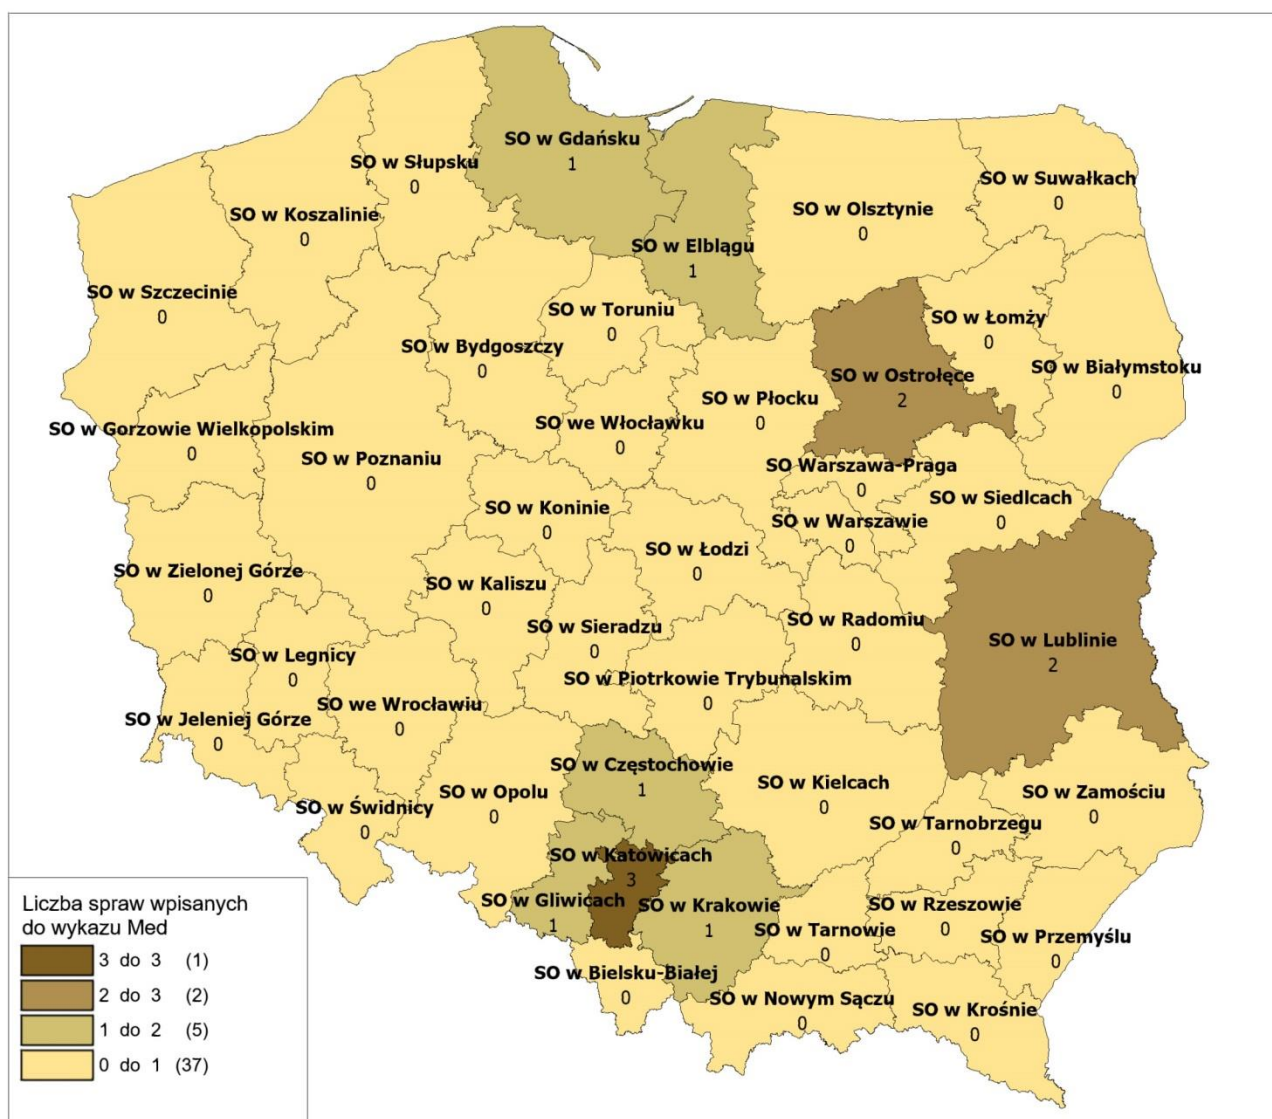 SO w Gdańsku
1
SO w Słupsku
0
SO w Suwałkach
0
SO w Koszalinie
0
SO w Olsztynie
0
SO w Elblągu
1
SO w Szczecinie
0
SO w Toruniu
0
SO w Łomży
0
SO w Bydgoszczy
0
SO w Białymstoku
0
SO w Ostrołęce
2
SO w Płocku
0
SO we Włocławku
0
SO w Gorzowie Wielkopolskim
0
SO w Poznaniu
0
SO Warszawa-Praga
0
SO w Siedlcach
0
SO w Koninie
0
SO w Warszawie
0
SO w Łodzi
0
SO w Zielonej Górze
0
SO w Kaliszu
0
SO w Radomiu
0
SO w Sieradzu
0
SO w Lublinie
2
SO w Legnicy
0
SO w Piotrkowie Trybunalskim
0
SO we Wrocławiu
0
SO w Jeleniej Górze
0
SO w Częstochowie
1
SO w Kielcach
0
SO w Opolu
0
SO w Zamościu
0
SO w Świdnicy
0
SO w Tarnobrzegu
0
SO w Katowicach
3
SO w Gliwicach
1
SO w Krakowie
1
SO w Rzeszowie
0
SO w Tarnowie
0
SO w Przemyślu
0
SO w Bielsku-Białej
0
SO w Nowym Sączu
0
SO w Krośnie
0
Liczba spraw wpisanych
do wykazu Med
3 do 3 (1)
2 do 3 (2)
1 do 2 (5)
0 do 1 (37)